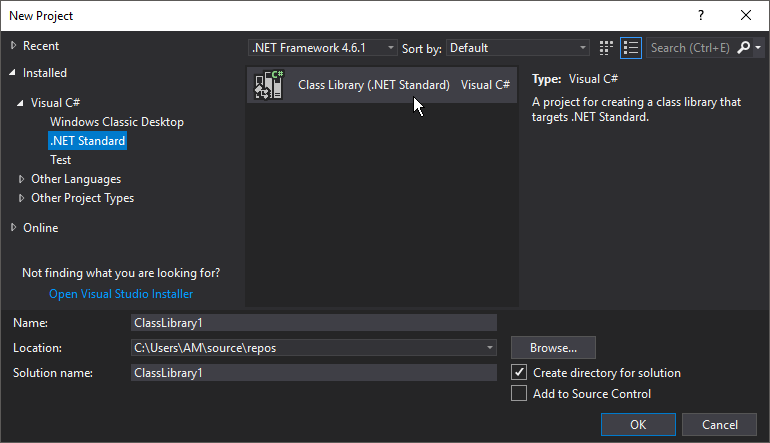 New Project
?
Recent
.NET Framework 4.6.1
Sort by:
Default
Search (Ctrl+E)
Installed
Visual C#
Windows Classic Desktop
.NET Standard
Test
Other Languages
Other Project Types
Online
Not finding what you are looking for?
Open Visual Studio Installer
C#
Class Library (.NET Standard)
Visual C#
Type: Visual C#
A project for creating a class library that
targets .NET Standard.
Name:
ClassLibrary1
Location:
C:\Users\AM\source\repos
Browse...
Solution name:
ClassLibrary1
Create directory for solution
Add to Source Control
OK
Cancel